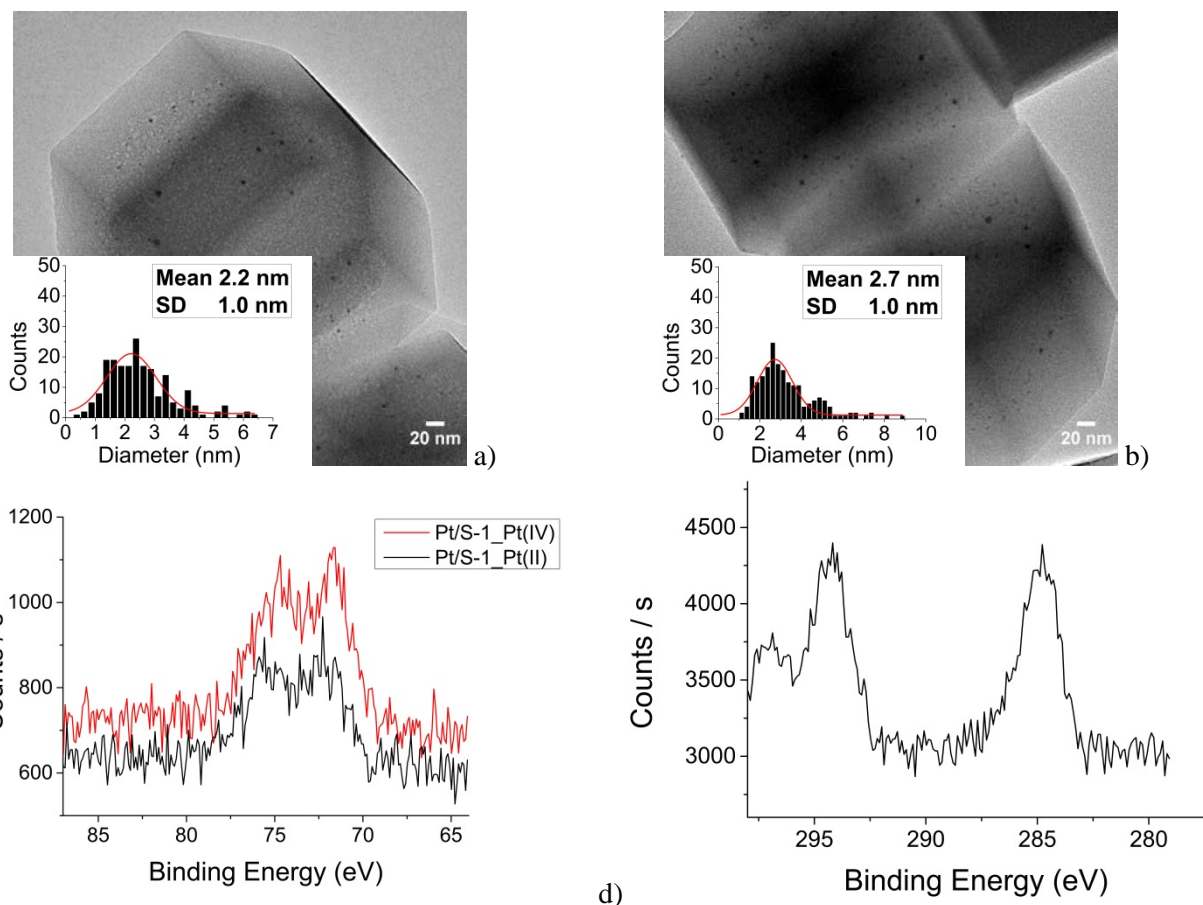 50
40
30
20
10
0
Counts
Mean 2.2 nm
SD 1.0 nm
0 1 2 3 4 5 6 7
Diameter (nm)
20 nm
a)
50
40
30
20
10
0
Counts
Mean 2.7 nm
SD 1.0 nm
0 2 4 6 8 10
Diameter (nm)
20 nm
b)
1200
1000
800
600
Pt/S-1_Pt(IV)
Pt/S-1_Pt(II)
85 80 75 70 65
Binding Energy (eV)
d)
4500
4000
3500
3000
Counts / s
295 290 285 280
Binding Energy (eV)